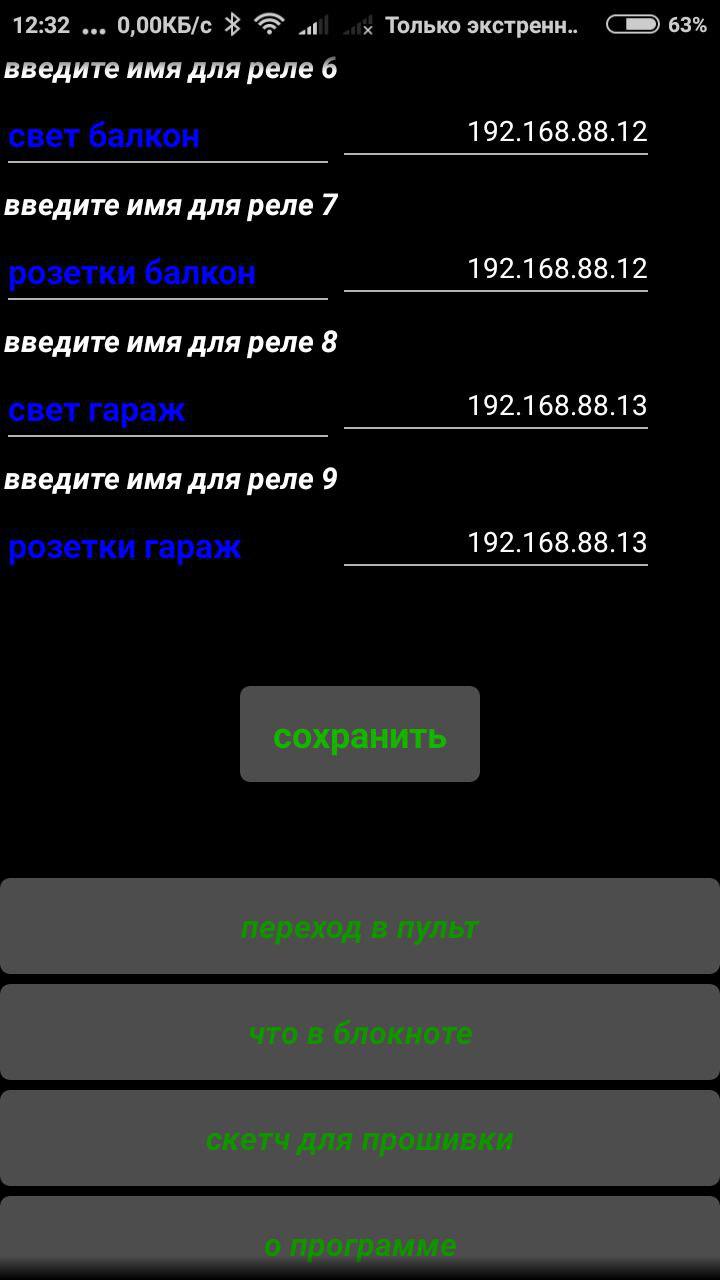 12:32 ... 0,00КБ/с Только экстренн.. 63%
введите имя для реле 6
свет балкон 192.168.88.12
введите имя для реле 7
розетки балкон 192.168.88.12
введите имя для реле 8
свет гараж 192.168.88.13
введите имя для реле 9
розетки гараж 192.168.88.13
сохранить
переход в пульт
что в блокноте
скетч для прошивки
о программе